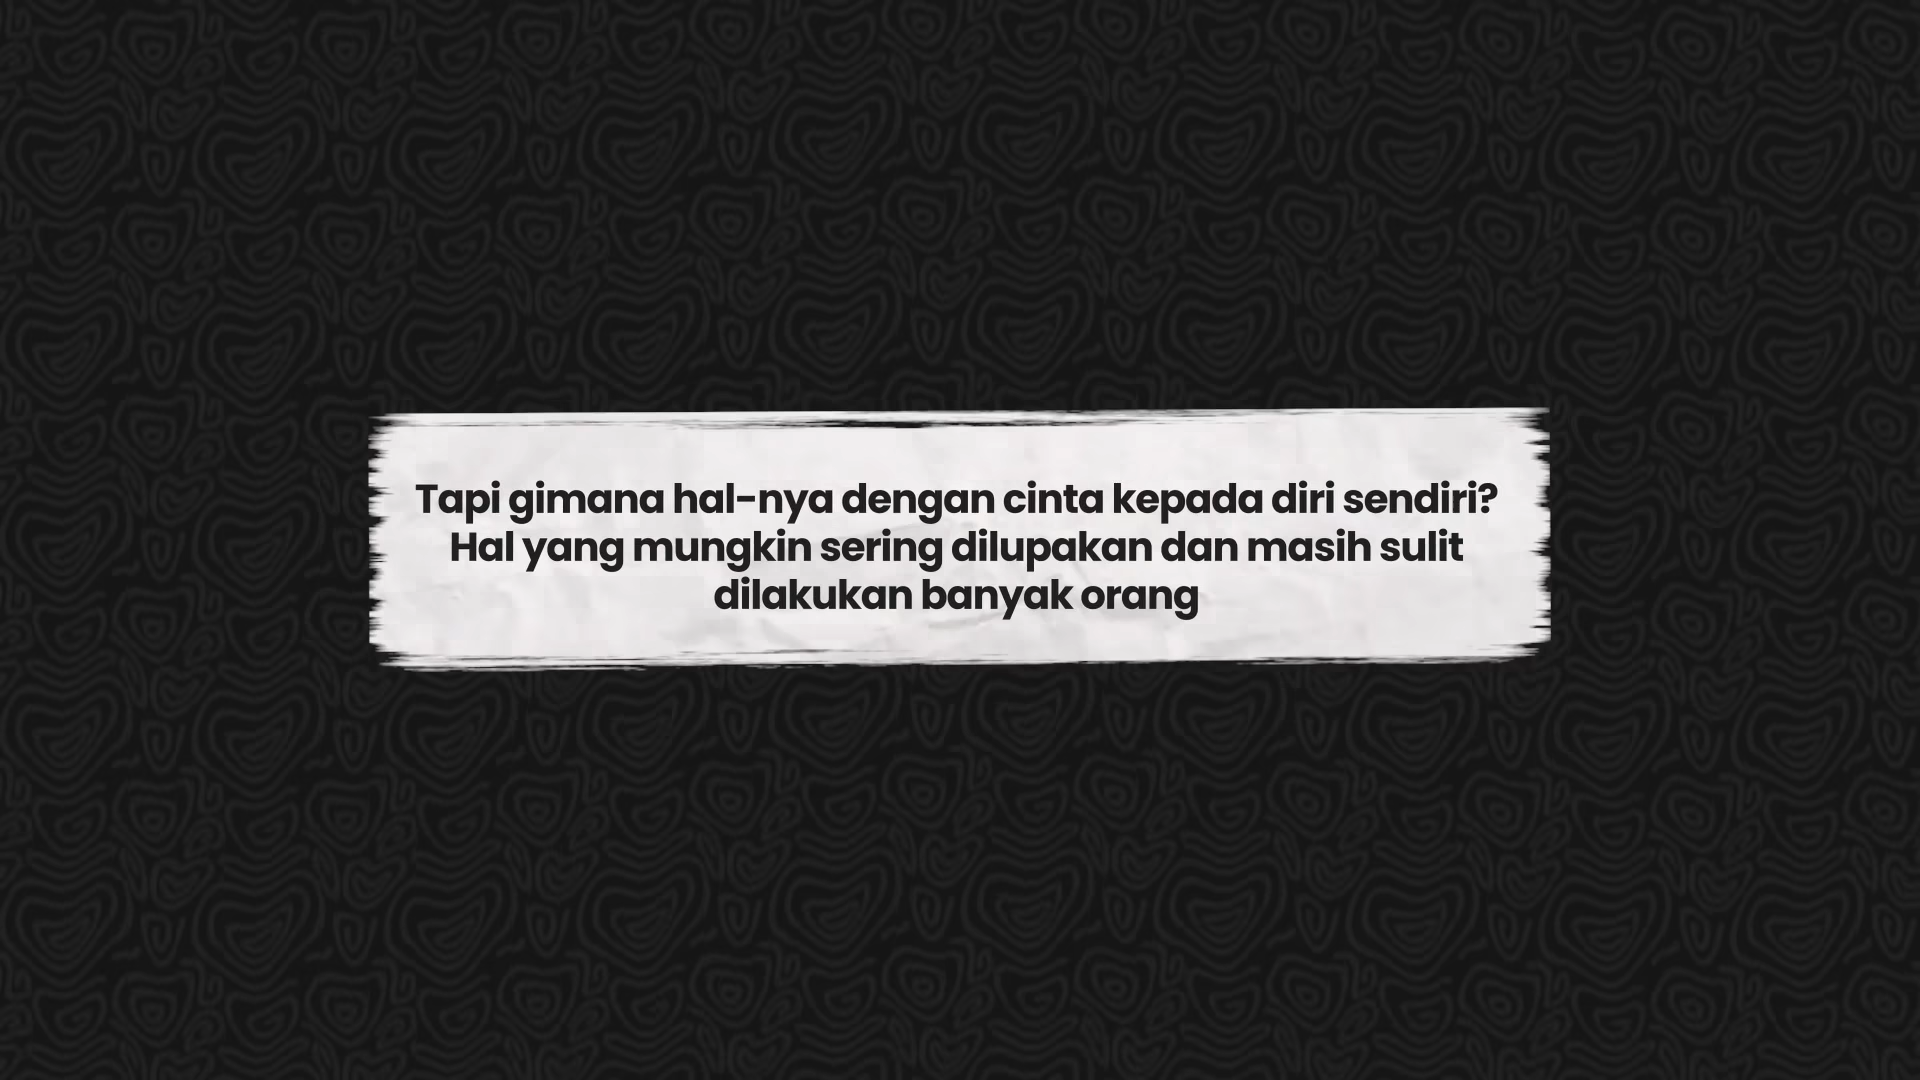 Tapi gimana hal-nya dengan cinta kepada diri sendiri?
Hal yang mungkin sering dilupakan dan masih sulit
dilakukan banyak orang